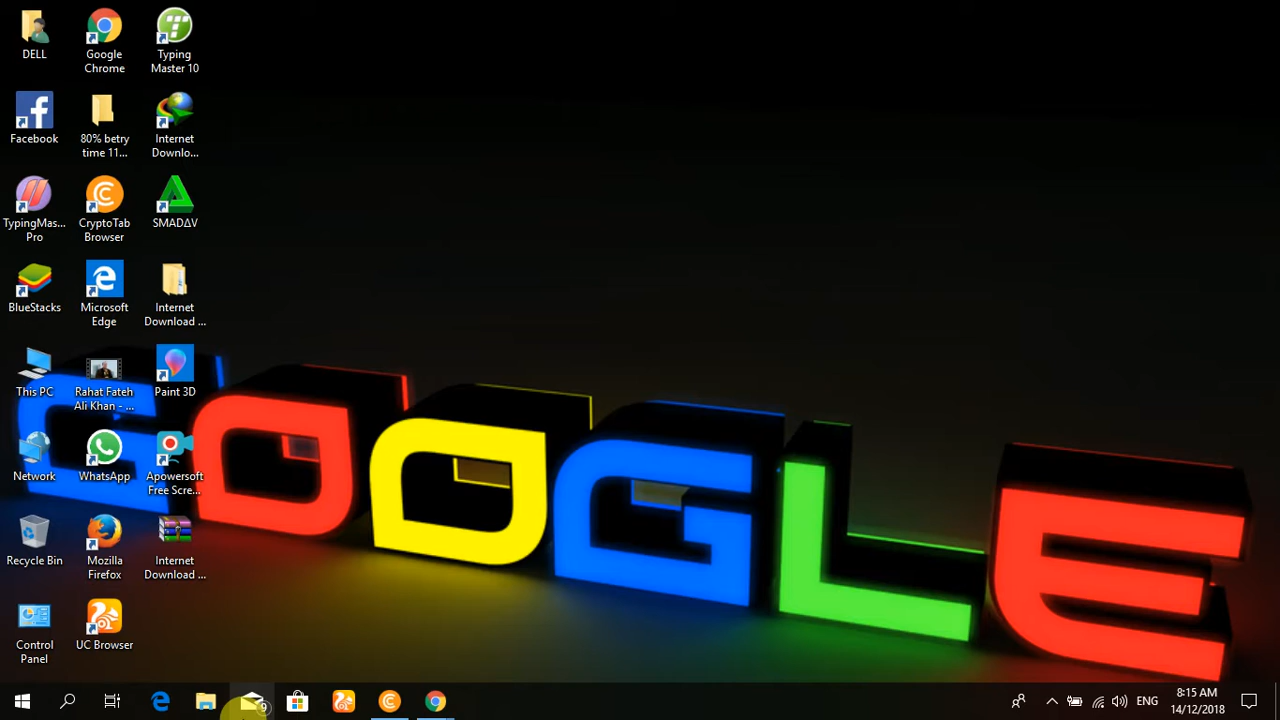 DELL
Google
Chrome
Typing
Master 10
Facebook
80% betry
time 11...
Internet
Downlo...
TypingMas...
Pro
CryptoTab
Browser
SMADΔV
BlueStacks
Microsoft
Edge
Internet
Download ...
This PC
Rahat Fateh
Ali Khan - ...
Paint 3D
Network
WhatsApp
Apowersoft
Free Scre...
Recycle Bin
Mozilla
Firefox
Internet
Download ...
Control
Panel
UC Browser
GOOGLE
9
ENG
8:15 AM
14/12/2018